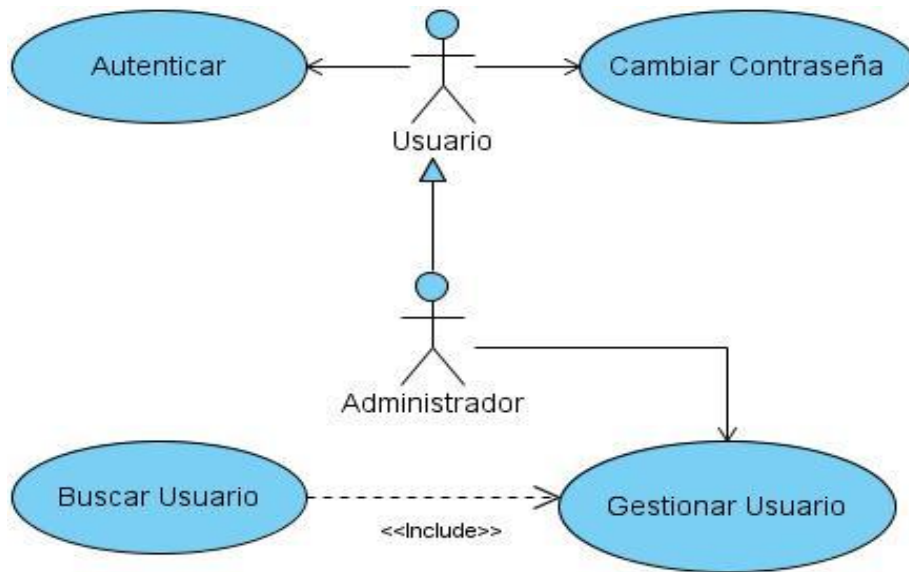 Autenticar
Cambiar Contraseña
Usuario
Administrador
Buscar Usuario
<<Include>>
Gestionar Usuario